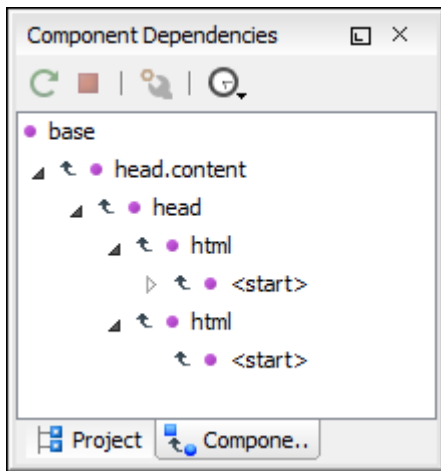 Component Dependencies
base
head.content
head
html
<start>
html
<start>
Project Compone..